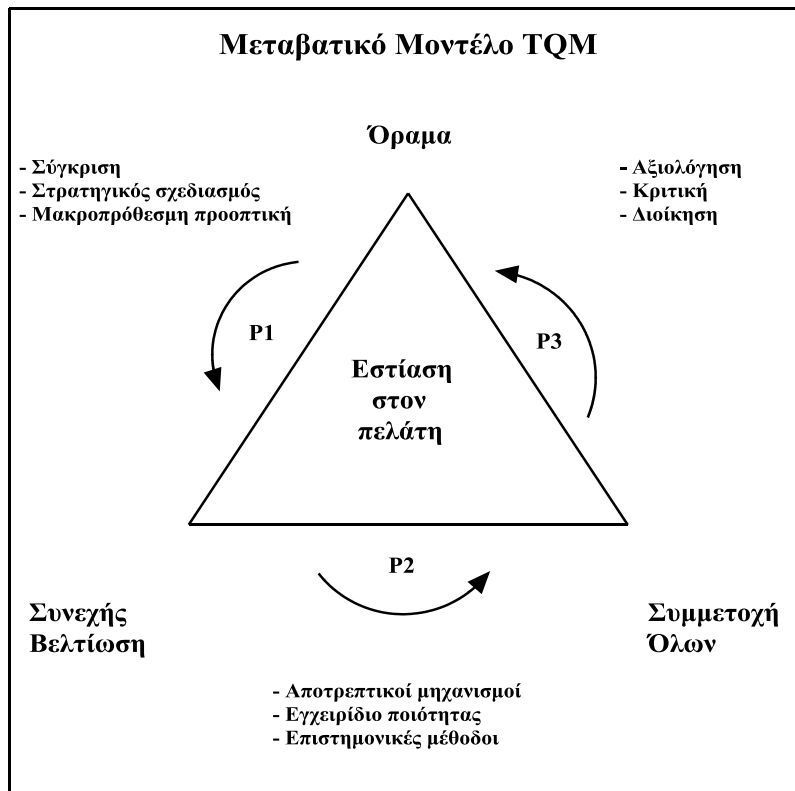 Μεταβατικό Μοντέλο TQM
Όραμα
- Σύγκριση
- Στρατηγικός σχεδιασμός
- Μακροπρόθεσμη προοπτική
- Αξιολόγηση
- Κριτική
- Διοίκηση
P1
P3
Εστίαση
στον
πελάτη
P2
Συνεχής
Βελτίωση
Συμμετοχή
Όλων
- Αποτρεπτικοί μηχανισμοί
- Εγχειρίδιο ποιότητας
- Επιστημονικές μέθοδοι